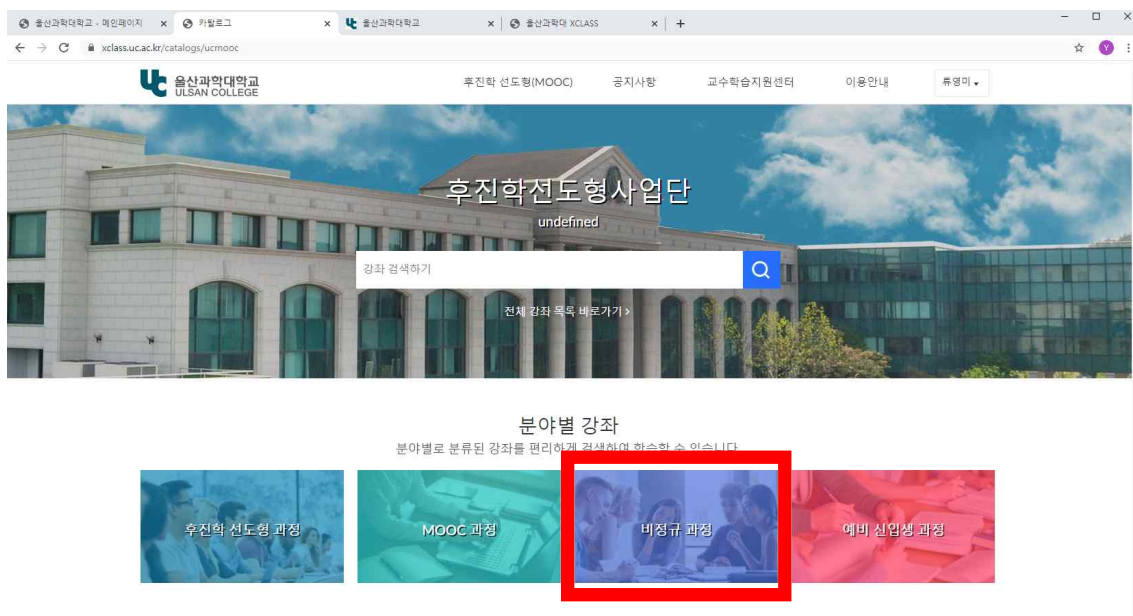 울산과학대학교 - 메인페이지
카탈로그
울산과학대학교
울산과학대 XCLASS
xclass.uc.ac.kr/catalogs/ucmooc
Y
Uc 울산과학대학교
ULSAN COLLEGE
후진학 선도형(MOOC)
공지사항
교수학습지원센터
이용안내
류영미
후진학선도형사업단
undefined
강좌 검색하기
전체 강좌 목록 바로가기 >
분야별 강좌
분야별로 분류된 강좌를 편리하게 검색하여 학습할 수 있습니다
후진학 선도형 과정
MOOC 과정
비정규 과정
예비 신입생 과정